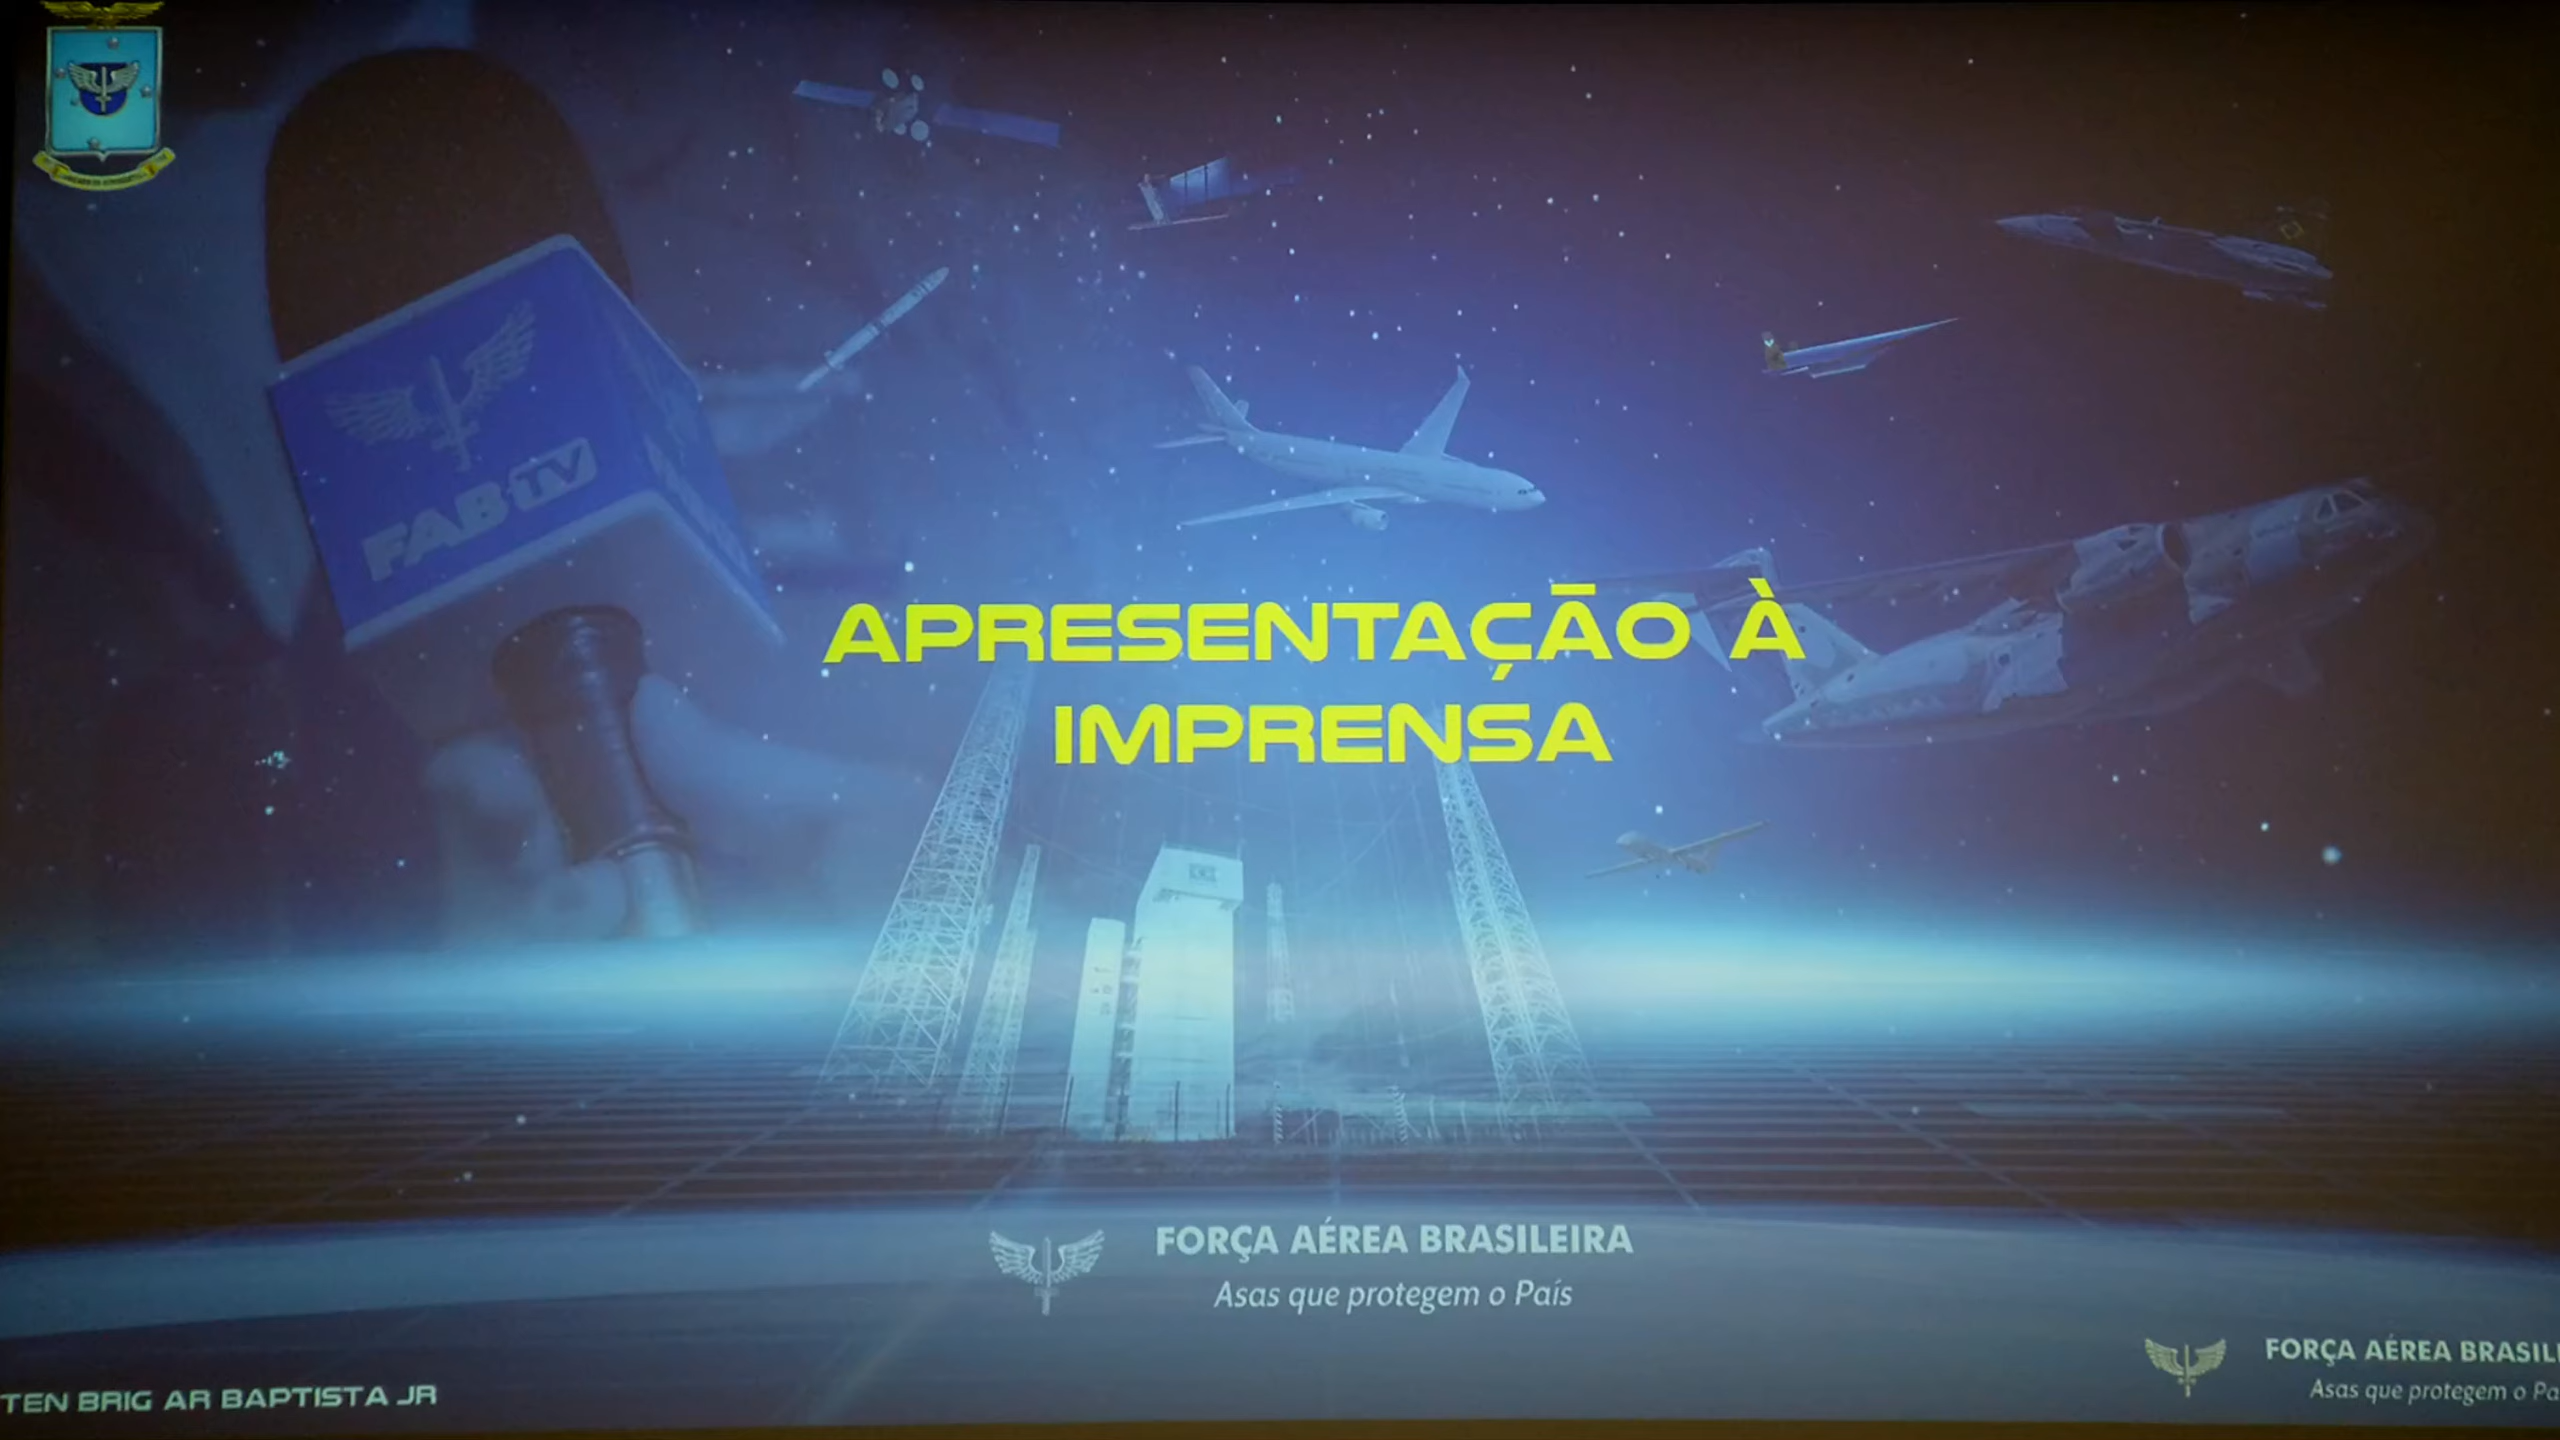 FAB TV
APRESENTAÇÃO À
IMPRENSA
FORÇA AÉREA BRASILEIRA
Asas que protegem o País
TEN BRIG AR BAPTISTA JR
FORÇA AÉREA BRASIL
Asas que protegem o Pa